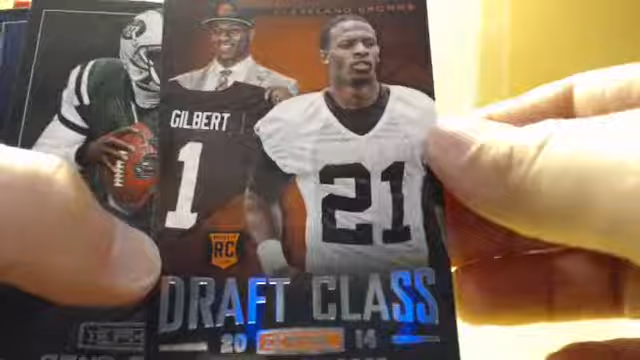 CLEVELAND BROWNS
GILBERT
1
21
RC
DRAFT CLASS
20 14